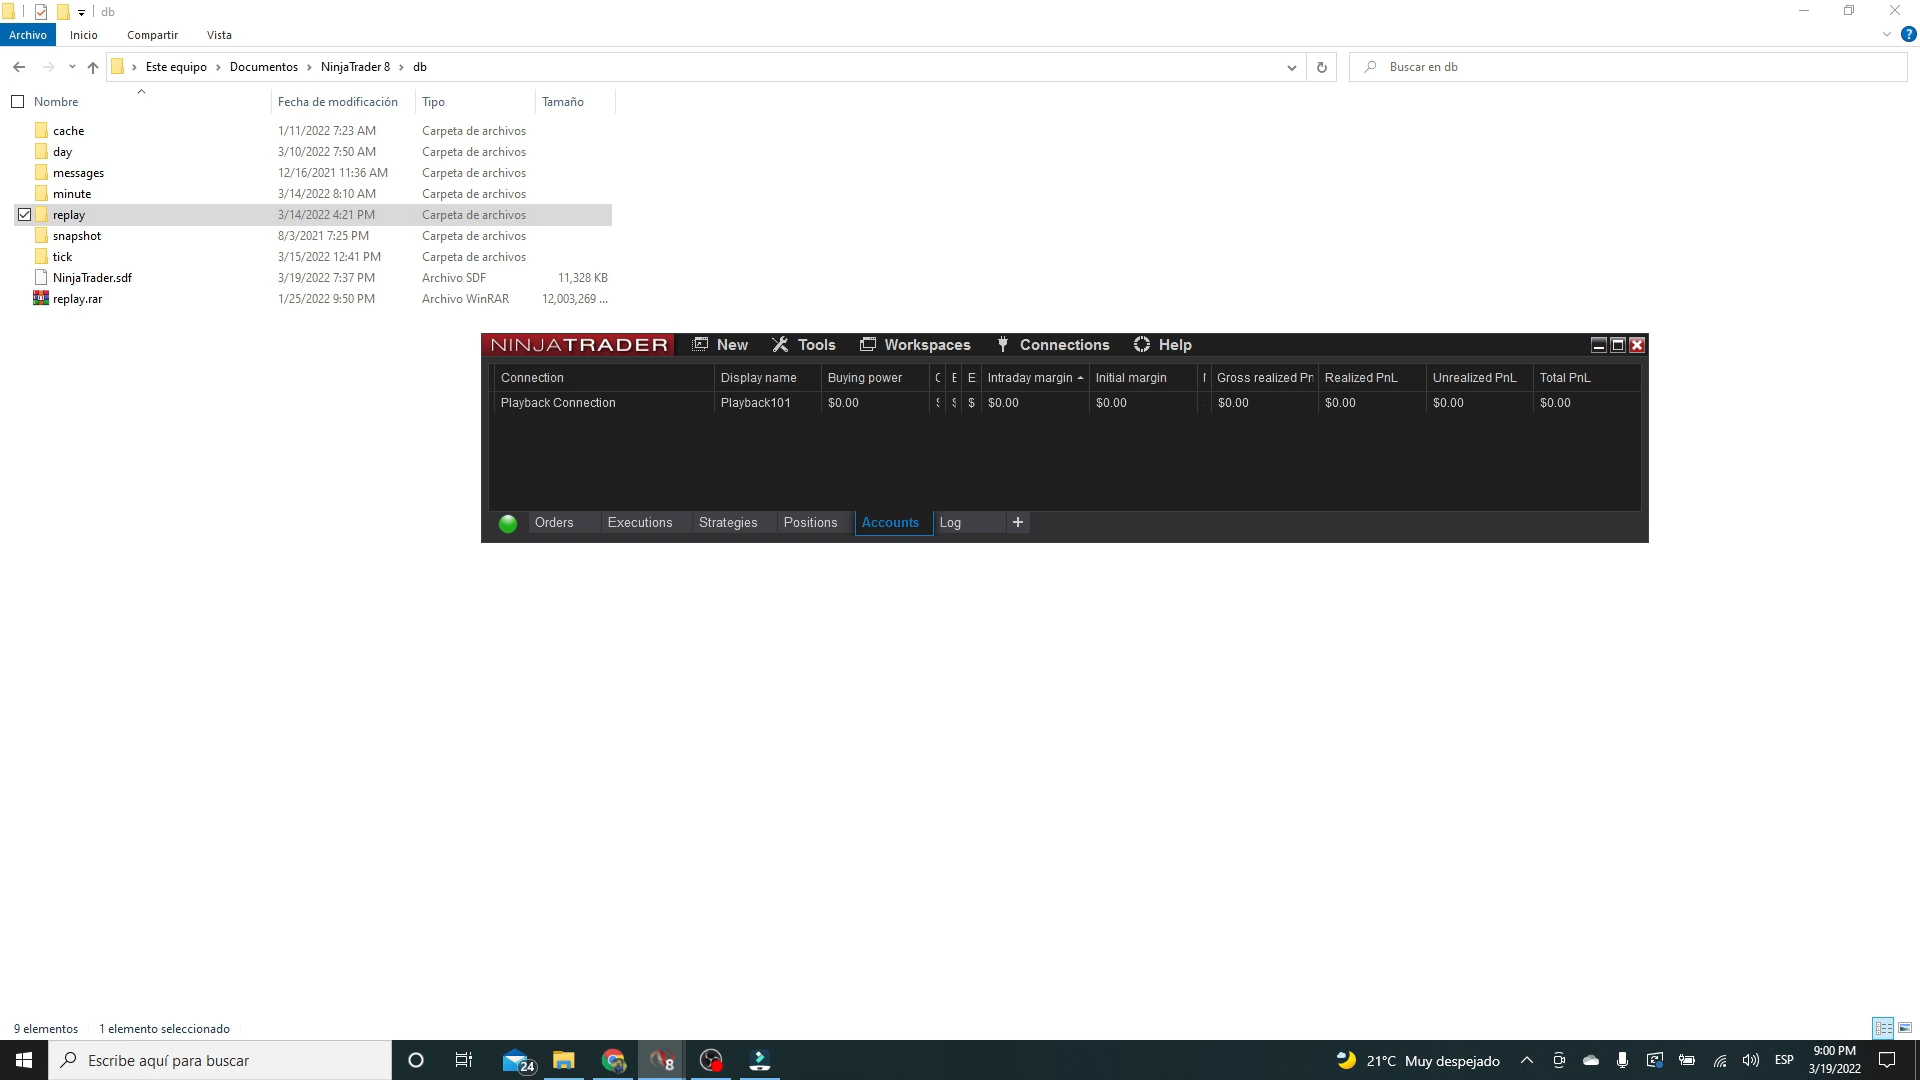 db
Archivo Inicio Compartir Vista
Este equipo Documentos NinjaTrader 8 db Buscar en db
Nombre Fecha de modificación Tipo Tamaño
cache 1/11/2022 7:23 AM Carpeta de archivos
day 3/10/2022 7:50 AM Carpeta de archivos
messages 12/16/2021 11:36 AM Carpeta de archivos
minute 3/14/2022 8:10 AM Carpeta de archivos
replay 3/14/2022 4:21 PM Carpeta de archivos
snapshot 8/3/2021 7:25 PM Carpeta de archivos
tick 3/15/2022 12:41 PM Carpeta de archivos
NinjaTrader.sdf 3/19/2022 7:37 PM Archivo SDF 11,328 KB
replay.rar 1/25/2022 9:50 PM Archivo WinRAR 12,003,269 ...
NINJATRADER New Tools Workspaces Connections Help
Connection Display name Buying power E E Intraday margin Initial margin Gross realized Pr Realized PnL Unrealized PnL Total PnL
Playback Connection Playback101 $0.00 $ $ $0.00 $0.00 $0.00 $0.00 $0.00 $0.00
Orders Executions Strategies Positions Accounts Log +
9 elementos 1 elemento seleccionado
Escribe aquí para buscar 24 8 21°C Muy despejado ESP 9:00 PM
3/19/2022